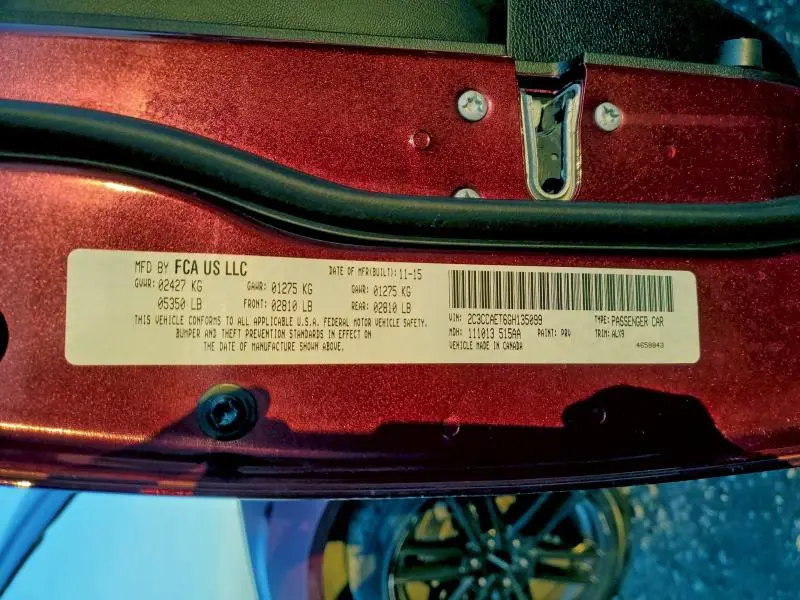 MFD BY FCA US LLC
DATE OF MFR(BUILT): 11-15
GVWR: 02427 KG
GAWR: 01275 KG
GAWR: 01275 KG
05350 LB
FRONT: 02810 LB
REAR: 02810 LB
THIS VEHICLE CONFORMS TO ALL APPLICABLE U.S.A. FEDERAL MOTOR VEHICLE SAFETY,
BUMPER AND THEFT PREVENTION STANDARDS IN EFFECT ON
THE DATE OF MANUFACTURE SHOWN ABOVE.
VIN: 2C3CCAET6GH135099
TYPE: PASSENGER CAR
MDH: 111013 515AA
PAINT: PRV
TRIM: ALX9
VEHICLE MADE IN CANADA
4658843